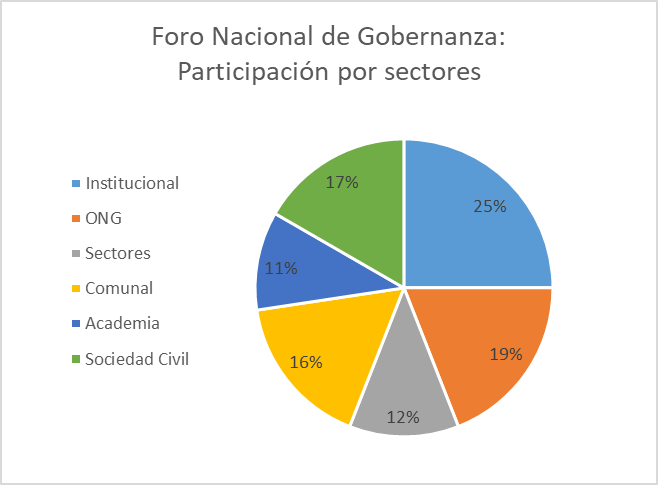 Foro Nacional de Gobernanza:
Participación por sectores
Institucional
ONG
Sectores
Comunal
Academia
Sociedad Civil
17%
25%
11%
19%
16%
12%